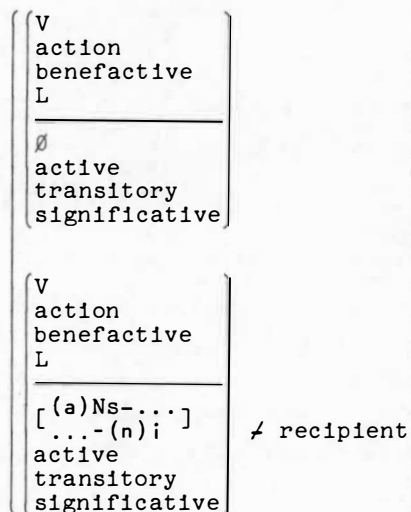 V
action
benefactive
L
Ø
active
transitory
significative
V
action
benefactive
L
[(a)Ns-...
...-(n)i] ≠ recipient
active
transitory
significative